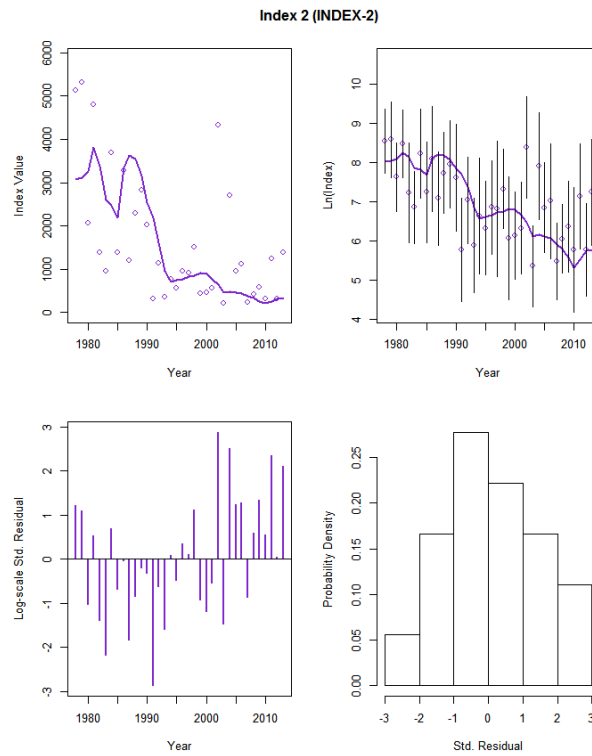 Index 2 (INDEX-2)
Index Value
0 1000 2000 3000 4000 5000 6000
1980 1990 2000 2010
Year
Ln(Index)
4 5 6 7 8 9 10
1980 1990 2000 2010
Year
Log-scale Std. Residual
-3 -2 -1 0 1 2 3
1980 1990 2000 2010
Year
Probability Density
0.00 0.05 0.10 0.15 0.20 0.25
-3 -2 -1 0 1 2 3
Std. Residual